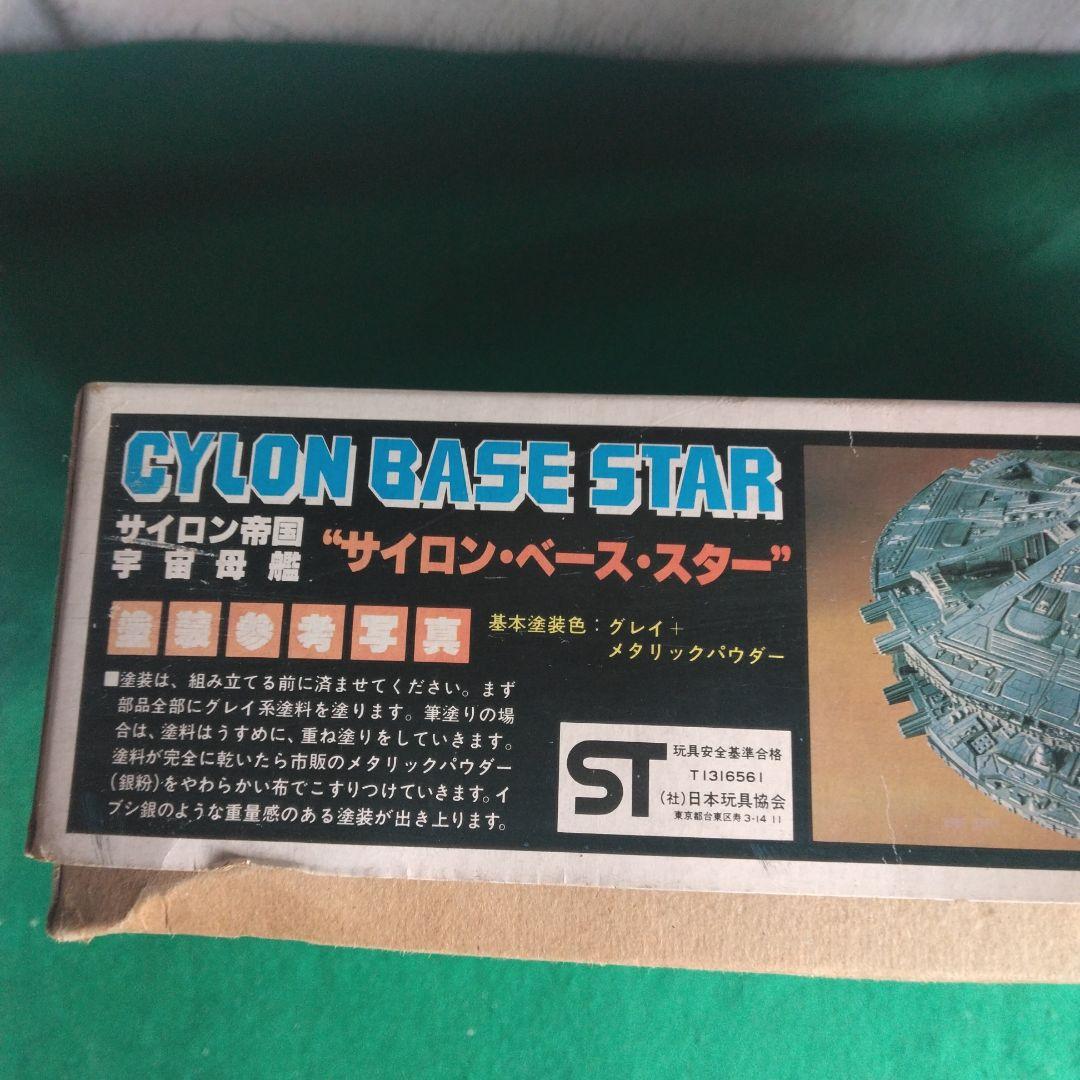 CYLON BASE STAR
サイロン帝国
宇宙母艦
“サイロン・ベース・スター”
塗装参考写真
基本塗装色：グレイ＋
メタリックパウダー
■塗装は、組み立てる前に済ませてください。まず
部品全部にグレイ系塗料を塗ります。筆塗りの場
合は、塗料はうすめに、重ね塗りをしていきます。
塗料が完全に乾いたら市販のメタリックパウダー
(銀粉)をやわらかい布でこすりつけていきます。イ
ブシ銀のような重量感のある塗装が出き上ります。
ST
玩具安全基準合格
T1316561
(社)日本玩具協会
東京都台東区寿3-14 11